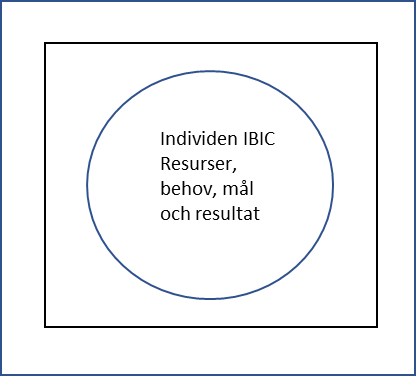 Individen IBIC
Resurser,
behov, mål
och resultat